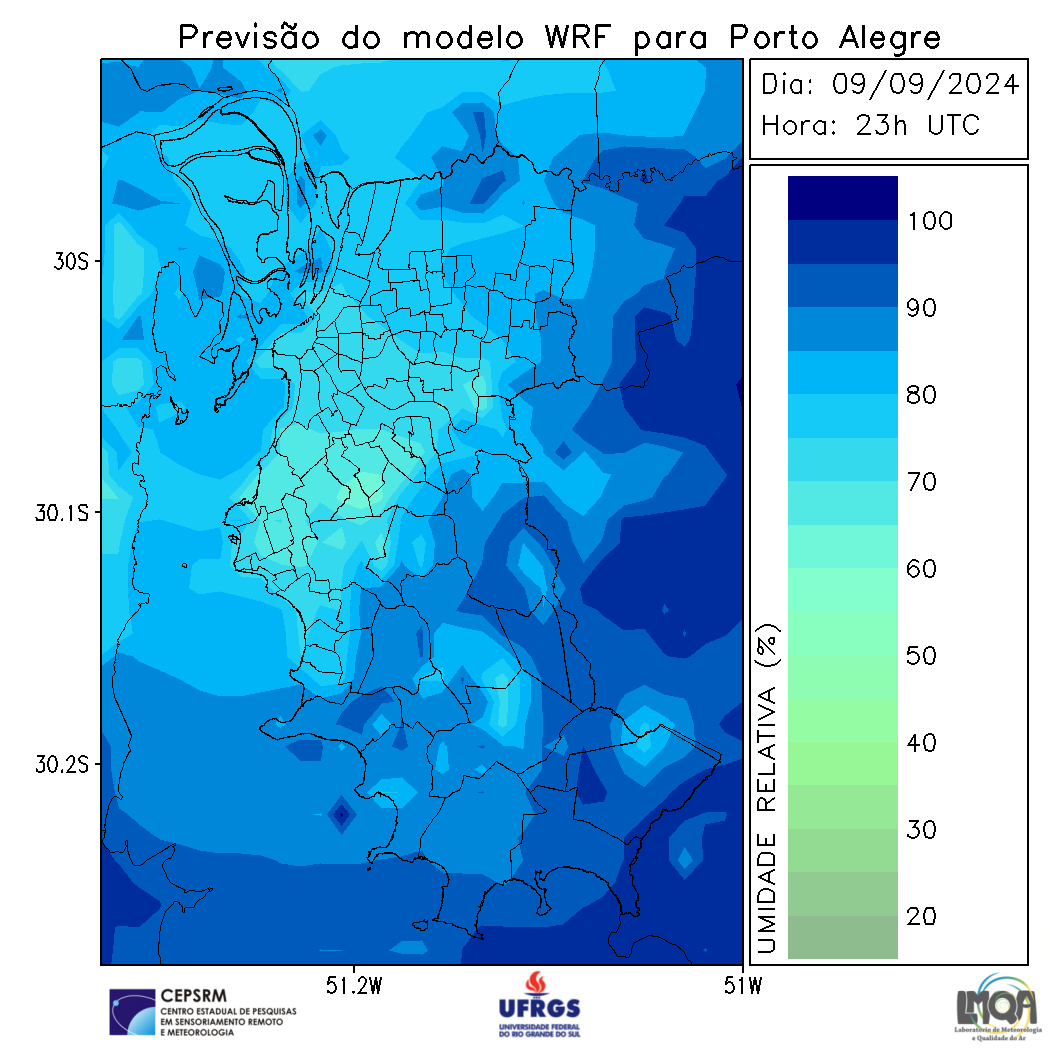 Previsão do modelo WRF para Porto Alegre
Dia: 09/09/2024
Hora: 23h UTC
30S
30.1S
30.2S
51.2W
51W
100
90
80
70
60
50
40
30
20
UMIDADE RELATIVA (%)
CEPSRM
CENTRO ESTADUAL DE PESQUISAS
EM SENSORIAMENTO REMOTO
E METEOROLOGIA
UFRGS
UNIVERSIDADE FEDERAL
DO RIO GRANDE DO SUL
LMQA
Laboratório de Meteorologia
e Qualidade do Ar